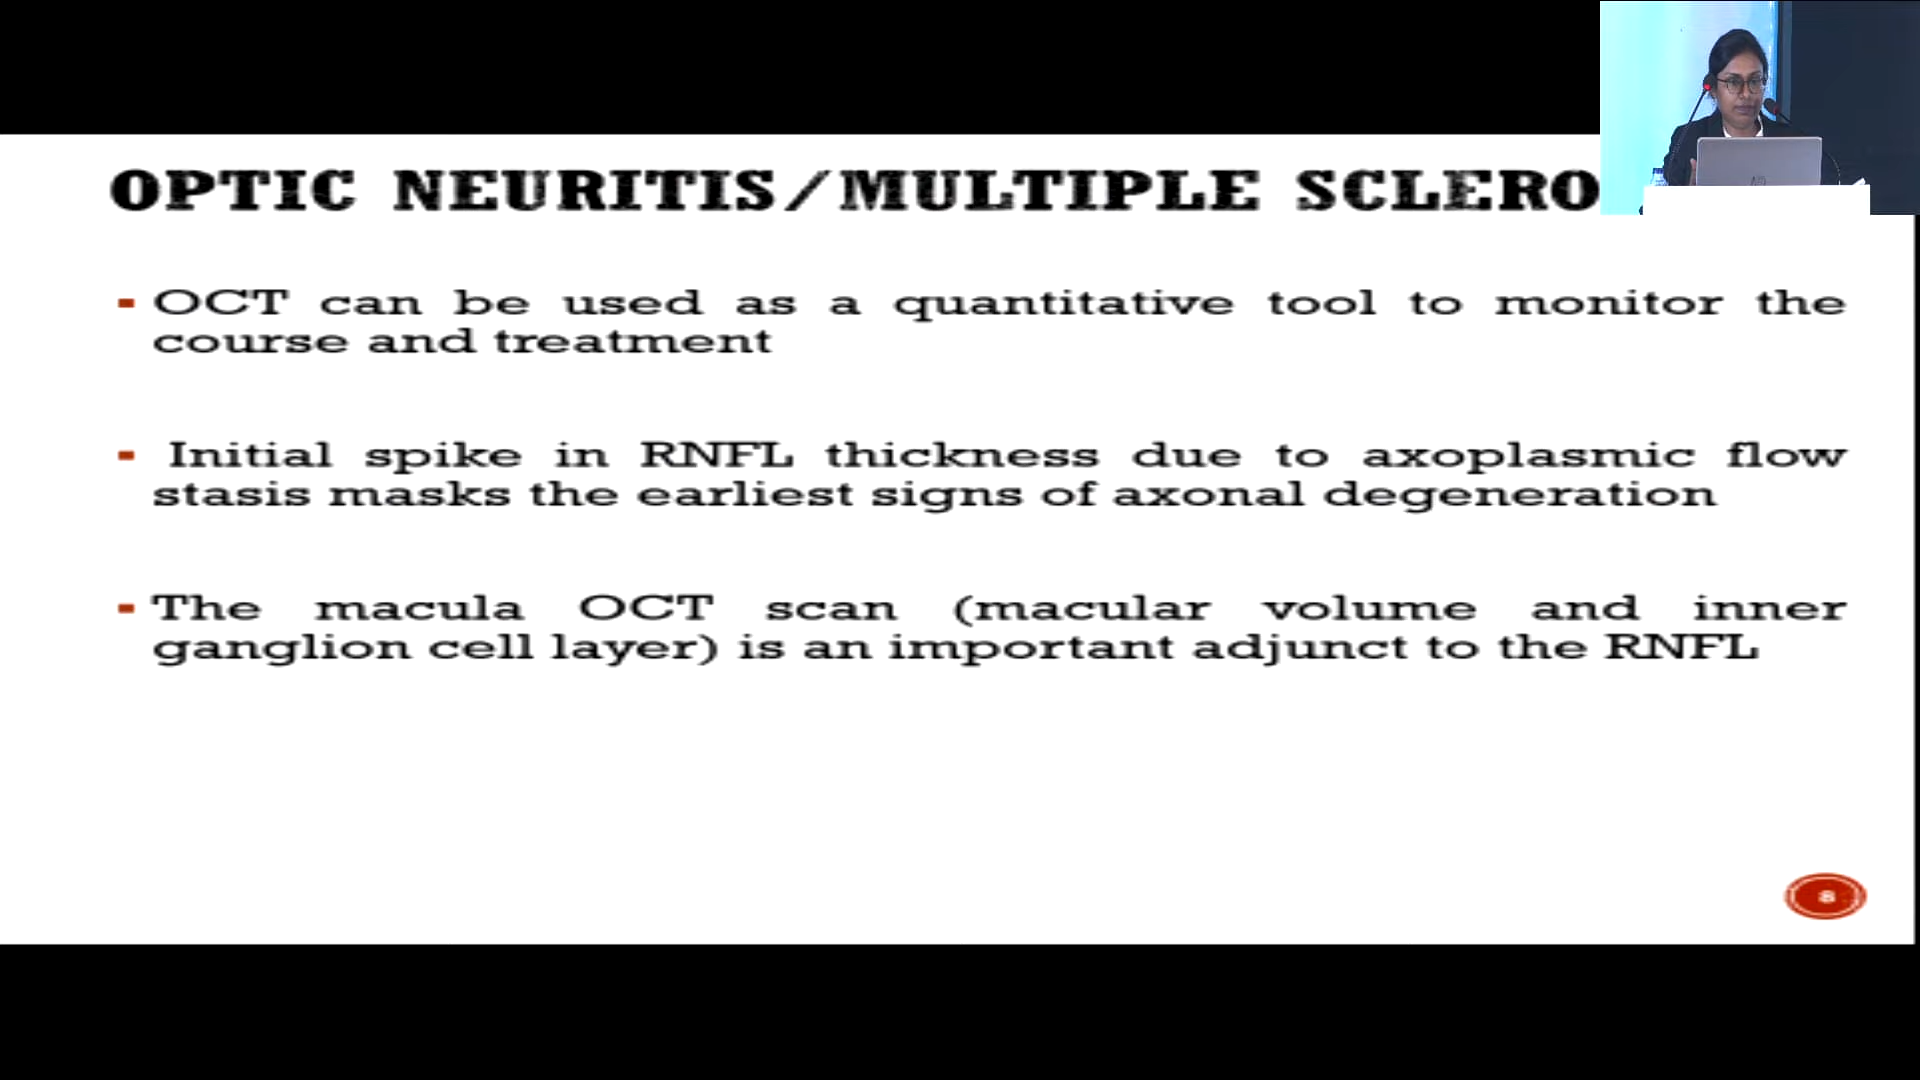 OPTIC NEURITIS/MULTIPLE SCLERO
- OCT can be used as a quantitative tool to monitor the
course and treatment
- Initial spike in RNFL thickness due to axoplasmic flow
stasis masks the earliest signs of axonal degeneration
- The macula OCT scan (macular volume and inner
ganglion cell layer) is an important adjunct to the RNFL
8